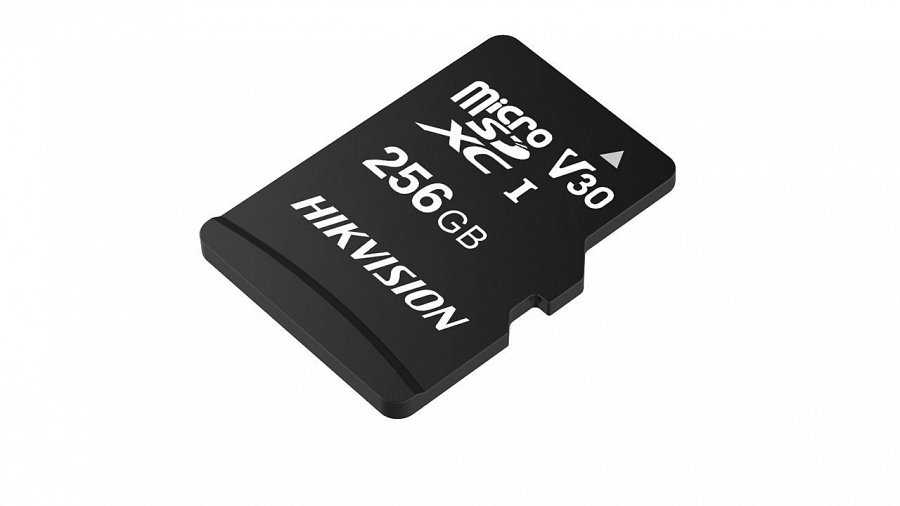 micro
SD
XC I V30
256GB
HIKVISION